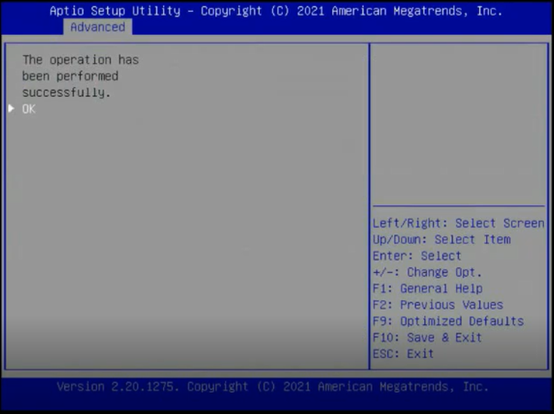 Aptio Setup Utility – Copyright (C) 2021 American Megatrends, Inc.
Advanced
The operation has
been performed
successfully.
OK
Left/Right: Select Screen
Up/Down: Select Item
Enter: Select
+/-: Change Opt.
F1: General Help
F2: Previous Values
F9: Optimized Defaults
F10: Save & Exit
ESC: Exit
Version 2.20.1275. Copyright (C) 2021 American Megatrends, Inc.